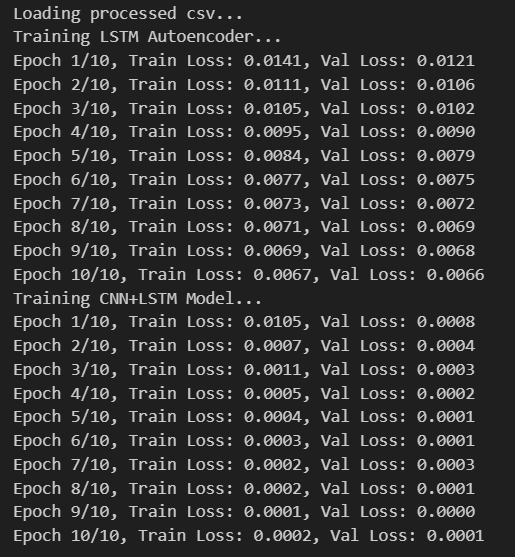 Loading processed csv...
Training LSTM Autoencoder...
Epoch 1/10, Train Loss: 0.0141, Val Loss: 0.0121
Epoch 2/10, Train Loss: 0.0111, Val Loss: 0.0106
Epoch 3/10, Train Loss: 0.0105, Val Loss: 0.0102
Epoch 4/10, Train Loss: 0.0095, Val Loss: 0.0090
Epoch 5/10, Train Loss: 0.0084, Val Loss: 0.0079
Epoch 6/10, Train Loss: 0.0077, Val Loss: 0.0075
Epoch 7/10, Train Loss: 0.0073, Val Loss: 0.0072
Epoch 8/10, Train Loss: 0.0071, Val Loss: 0.0069
Epoch 9/10, Train Loss: 0.0069, Val Loss: 0.0068
Epoch 10/10, Train Loss: 0.0067, Val Loss: 0.0066
Training CNN+LSTM Model...
Epoch 1/10, Train Loss: 0.0105, Val Loss: 0.0008
Epoch 2/10, Train Loss: 0.0007, Val Loss: 0.0004
Epoch 3/10, Train Loss: 0.0011, Val Loss: 0.0003
Epoch 4/10, Train Loss: 0.0005, Val Loss: 0.0002
Epoch 5/10, Train Loss: 0.0004, Val Loss: 0.0001
Epoch 6/10, Train Loss: 0.0003, Val Loss: 0.0001
Epoch 7/10, Train Loss: 0.0002, Val Loss: 0.0003
Epoch 8/10, Train Loss: 0.0002, Val Loss: 0.0001
Epoch 9/10, Train Loss: 0.0001, Val Loss: 0.0000
Epoch 10/10, Train Loss: 0.0002, Val Loss: 0.0001